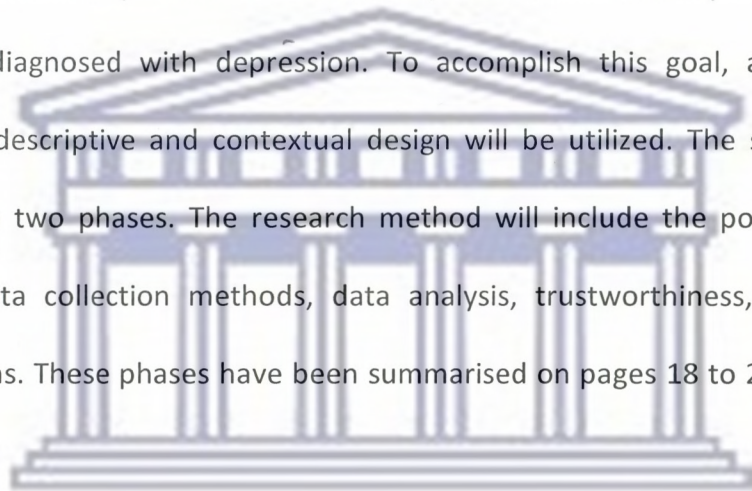 diagnosed with depression. To accomplish this goal,
descriptive and contextual design will be utilized. The
two phases. The research method will include the
collection methods, data analysis, trustworthiness,
These phases have been summarised on pages 18 to